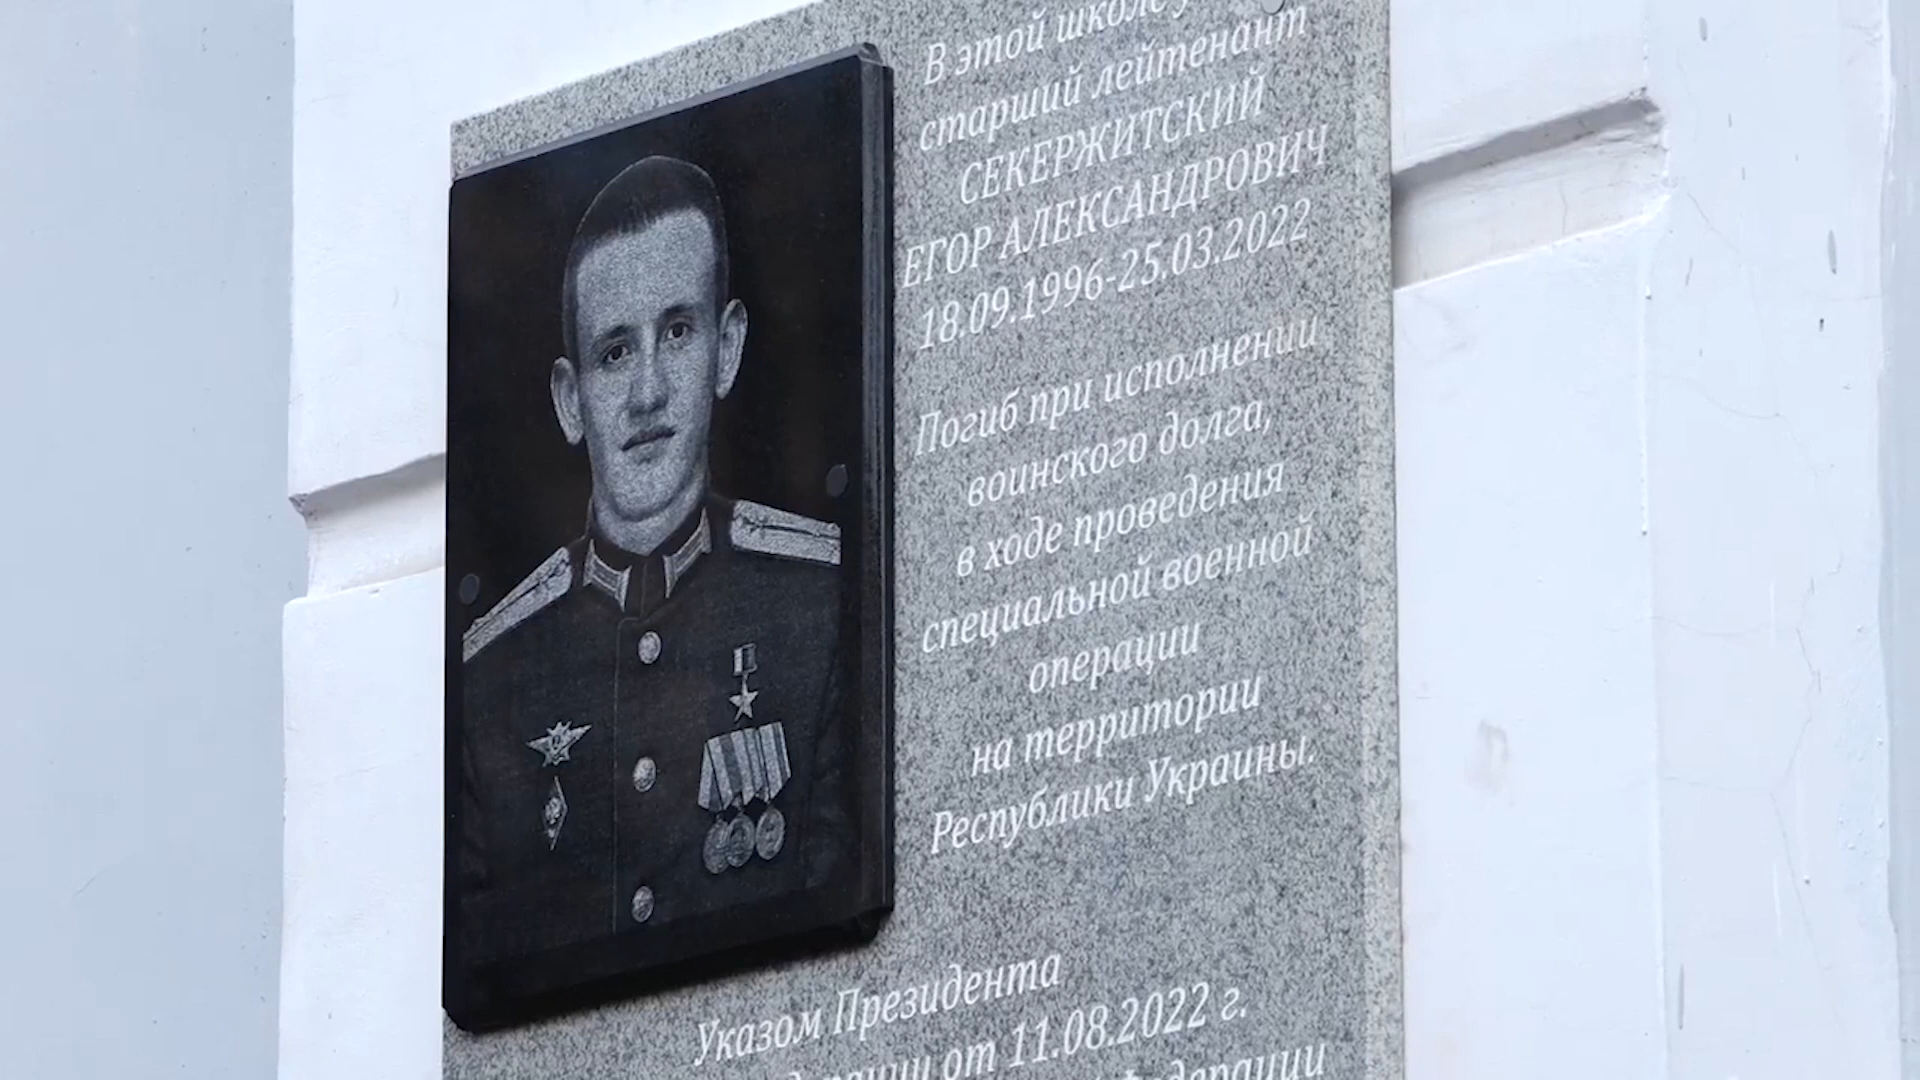 В этой школе
старший лейтенант
СЕКЕРЖИТСКИЙ
ЕГОР АЛЕКСАНДРОВИЧ
18.09.1996-25.03.2022
Погиб при исполнении
воинского долга,
в ходе проведения
специальной военной
операции
на территории
Республики Украины.
Указом Президента
от 11.08.2022 г.